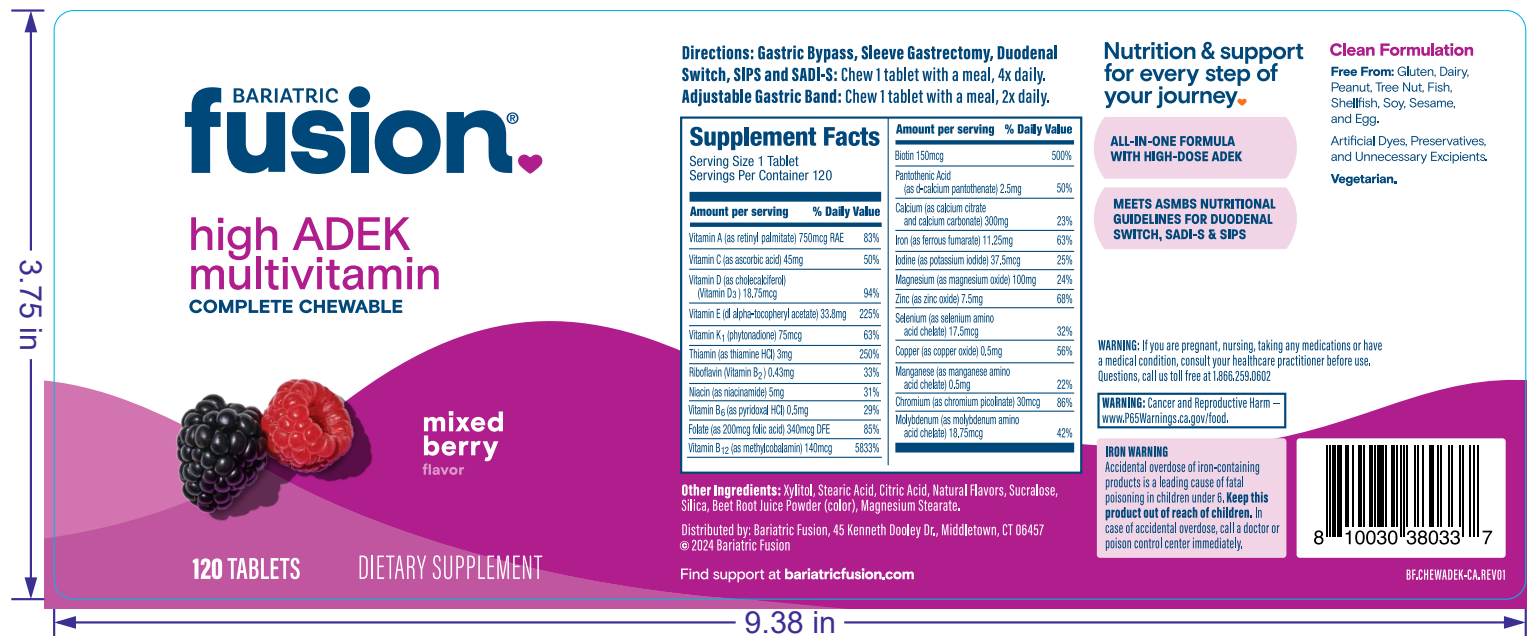 BARIATRIC
fusion®
high ADEK
multivitamin
COMPLETE CHEWABLE
mixed
berry
flavor
120 TABLETS
DIETARY SUPPLEMENT
Directions: Gastric Bypass, Sleeve Gastrectomy, Duodenal
Switch, SIPS and SADI-S: Chew 1 tablet with a meal, 4x daily.
Adjustable Gastric Band: Chew 1 tablet with a meal, 2x daily.
Supplement Facts
Serving Size 1 Tablet
Servings Per Container 120
Amount per serving % Daily Value
Vitamin A (as retinyl palmitate) 750mcg RAE 83%
Vitamin C (as ascorbic acid) 45mg 50%
Vitamin D (as cholecalciferol)
(Vitamin D3 ) 18.75mcg 94%
Vitamin E (dl alpha-tocopheryl acetate) 33.8mg 225%
Vitamin K1 (phytonadione) 75mcg 63%
Thiamin (as thiamine HCl) 3mg 250%
Riboflavin (Vitamin B2 ) 0.43mg 33%
Niacin (as niacinamide) 5mg 31%
Vitamin B6 (as pyridoxal HCl) 0.5mg 29%
Folate (as 200mcg folic acid) 340mcg DFE 85%
Vitamin B12 (as methylcobalamin) 140mcg 5833%
Amount per serving % Daily Value
Biotin 150mcg 500%
Pantothenic Acid
(as d-calcium pantothenate) 2.5mg 50%
Calcium (as calcium citrate
and calcium carbonate) 300mg 23%
Iron (as ferrous fumarate) 11.25mg 63%
Iodine (as potassium iodide) 37.5mcg 25%
Magnesium (as magnesium oxide) 100mg 24%
Zinc (as zinc oxide) 7.5mg 68%
Selenium (as selenium amino
acid chelate) 17.5mcg 32%
Copper (as copper oxide) 0.5mg 56%
Manganese (as manganese amino
acid chelate) 0.5mg 22%
Chromium (as chromium picolinate) 30mcg 86%
Molybdenum (as molybdenum amino
acid chelate) 18.75mcg 42%
Other Ingredients: Xylitol, Stearic Acid, Citric Acid, Natural Flavors, Sucralose,
Silica, Beet Root Juice Powder (color), Magnesium Stearate.
Distributed by: Bariatric Fusion, 45 Kenneth Dooley Dr., Middletown, CT 06457
© 2024 Bariatric Fusion
Find support at bariatricfusion.com
Nutrition & support
for every step of
your journey
ALL-IN-ONE FORMULA
WITH HIGH-DOSE ADEK
MEETS ASMBS NUTRITIONAL
GUIDELINES FOR DUODENAL
SWITCH, SADI-S & SIPS
Clean Formulation
Free From: Gluten, Dairy,
Peanut, Tree Nut, Fish,
Shellfish, Soy, Sesame,
and Egg.
Artificial Dyes, Preservatives,
and Unnecessary Excipients.
Vegetarian.
WARNING: If you are pregnant, nursing, taking any medications or have
a medical condition, consult your healthcare practitioner before use.
Questions, call us toll free at 1.866.259.0602
WARNING: Cancer and Reproductive Harm –
www.P65Warnings.ca.gov/food.
IRON WARNING
Accidental overdose of iron-containing
products is a leading cause of fatal
poisoning in children under 6. Keep this
product out of reach of children. In
case of accidental overdose, call a doctor or
poison control center immediately.
8 10030 38033 7
BF.CHEWADEK-CA.REV01
3.75 in
9.38 in